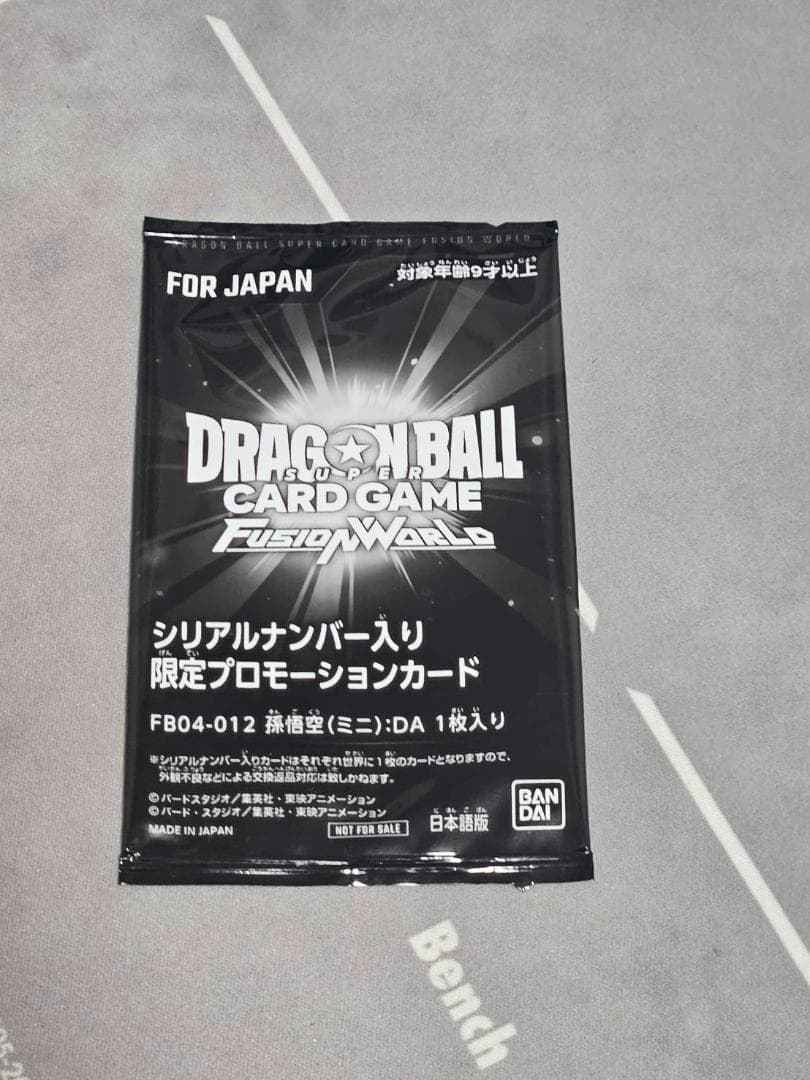 DRAGON BALL SUPER CARD GAME FUSION WORLD
FOR JAPAN
対象年齢9才以上
DRAGON BALL
SUPER
CARD GAME
FUSION WORLD
シリアルナンバー入り
限定プロモーションカード
FB04-012 孫悟空(ミニ):DA 1枚入り
※シリアルナンバー入りカードはそれぞれ世界に1枚のカードとなりますので、
外観不良などによる交換返品対応は致しかねます。
©バードスタジオ/集英社・東映アニメーション
©バード・スタジオ/集英社・東映アニメーション
MADE IN JAPAN
NOT FOR SALE
日本語版
BAN
DAI
Bench